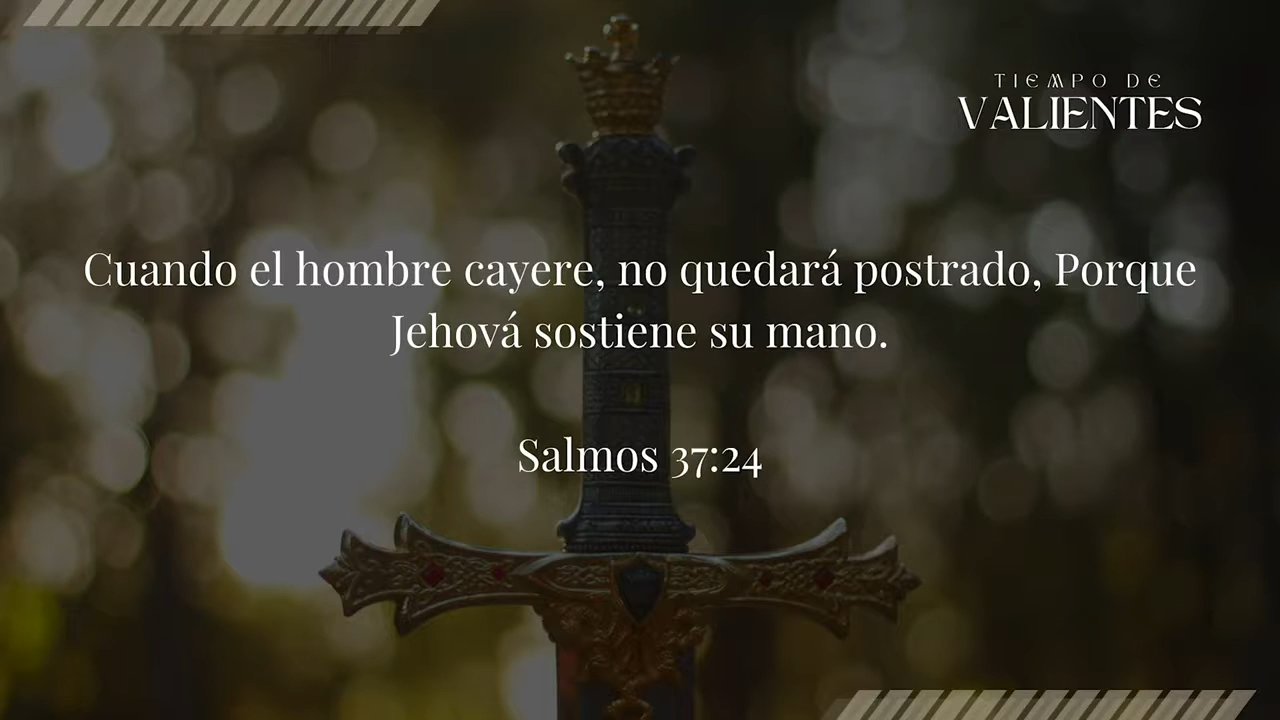 TIEMPO DE
VALIENTES
Cuando el hombre cayere, no quedará postrado, Porque
Jehová sostiene su mano.
Salmos 37:24